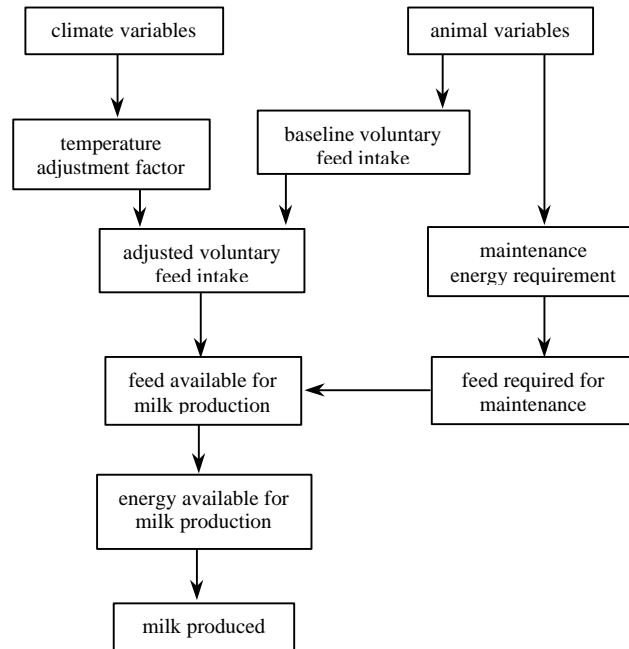 climate variables
animal variables
temperature
adjustment factor
baseline voluntary
feed intake
adjusted voluntary
feed intake
maintenance
energy requirement
feed available for
milk production
feed required for
maintenance
energy available for
milk production
milk produced